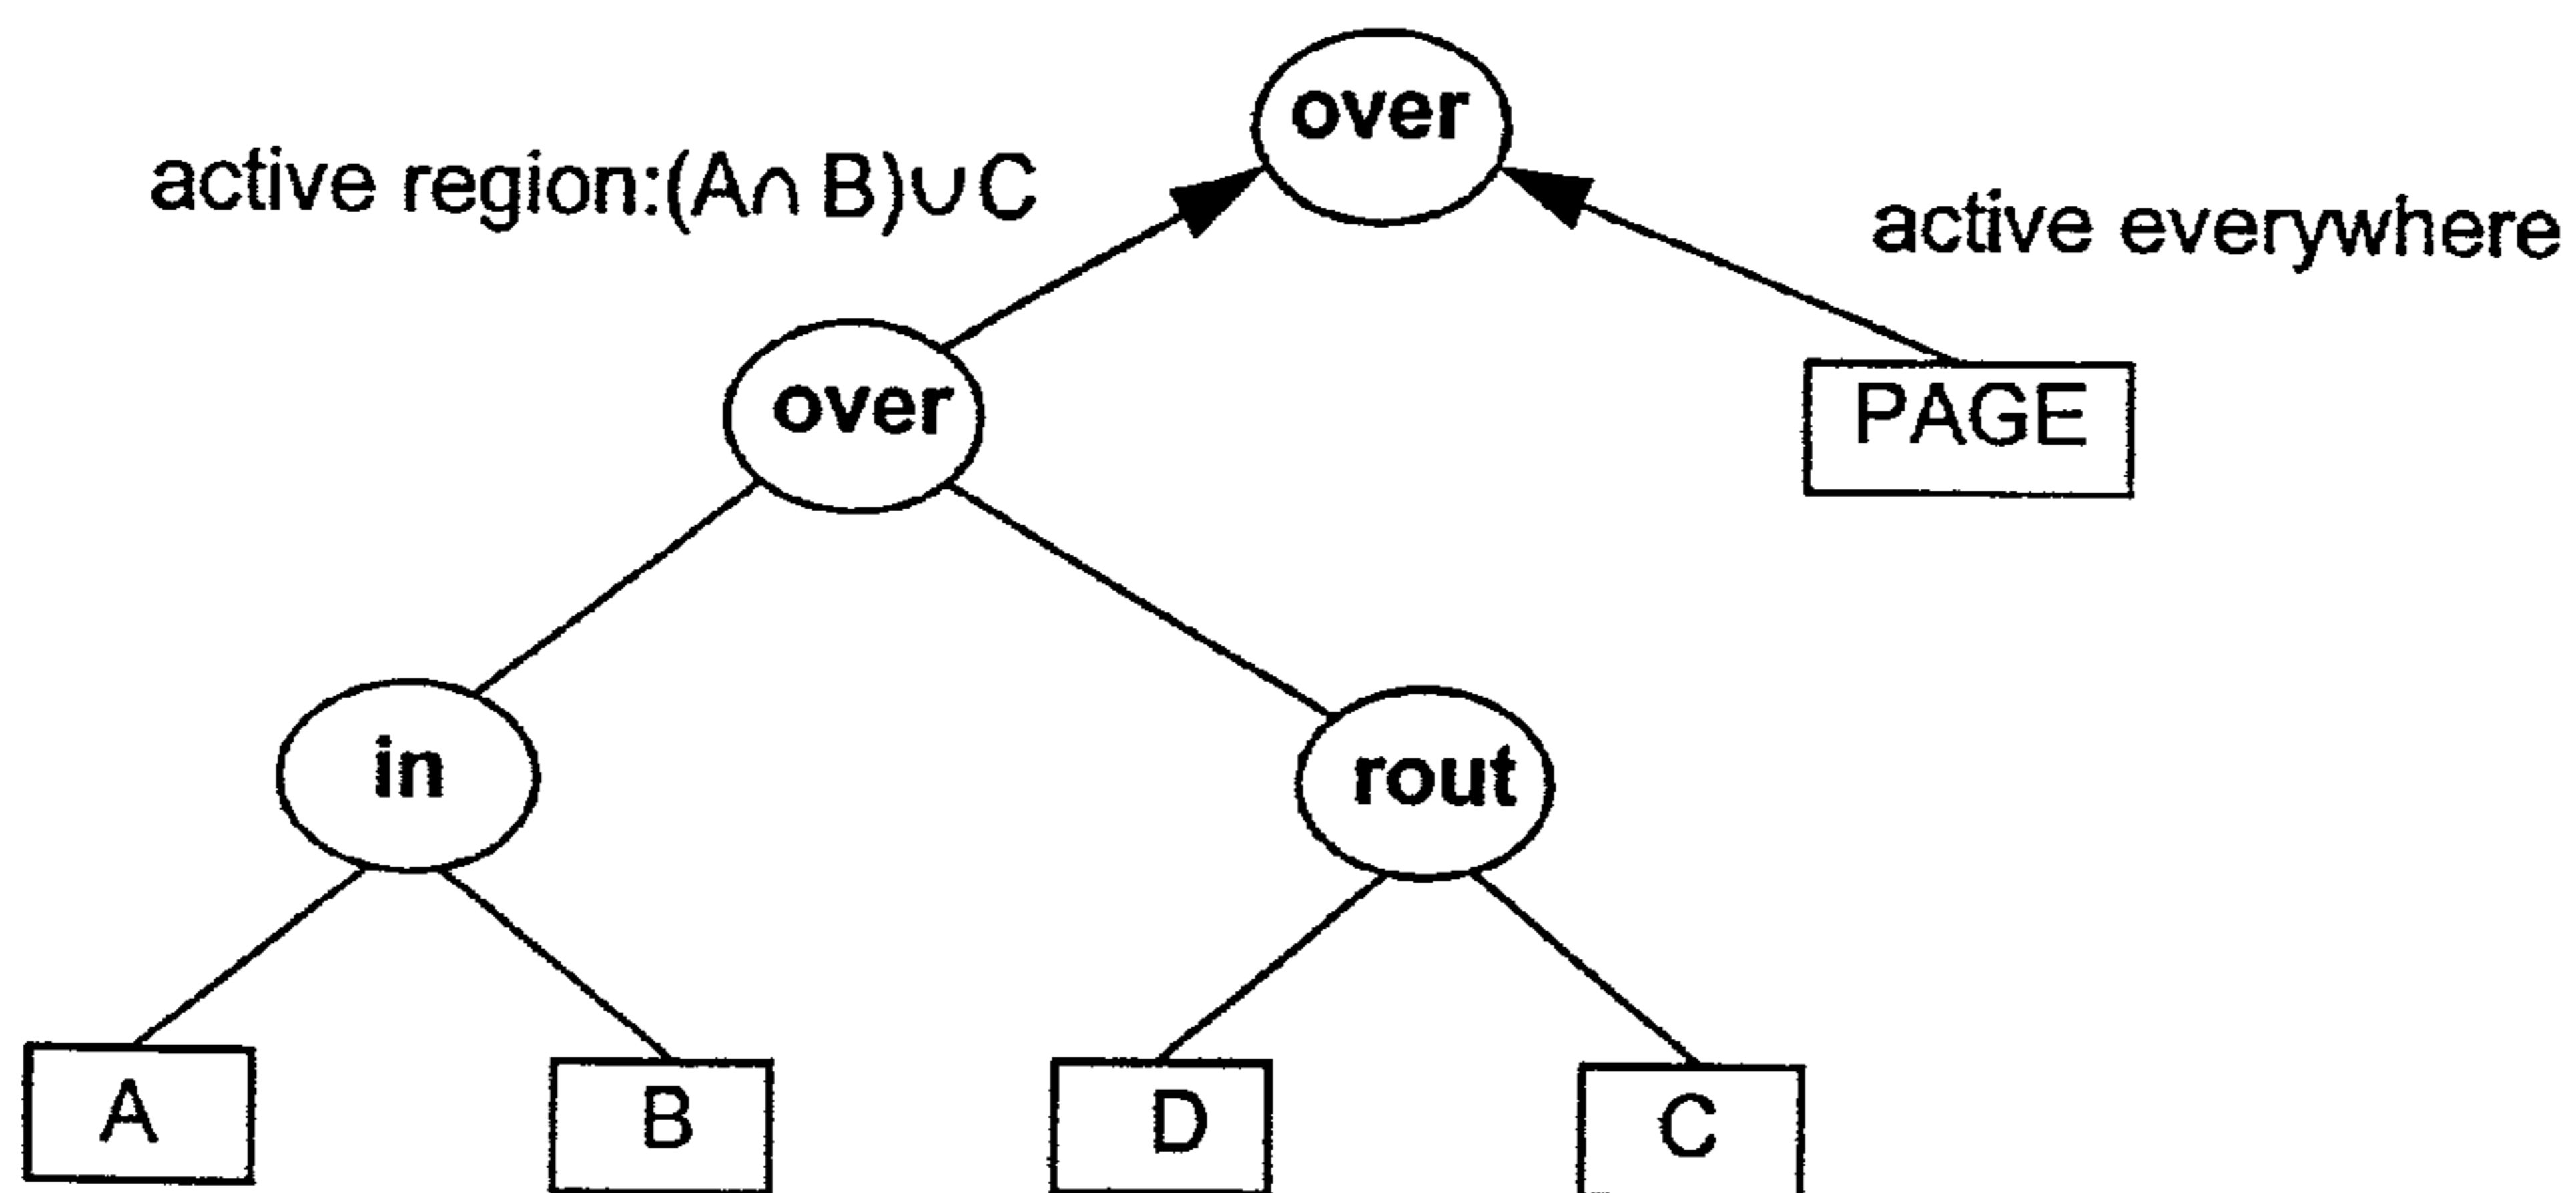 over
active region:(A∩ B)∪C
active everywhere
over
PAGE
in
rout
A
B
D
C